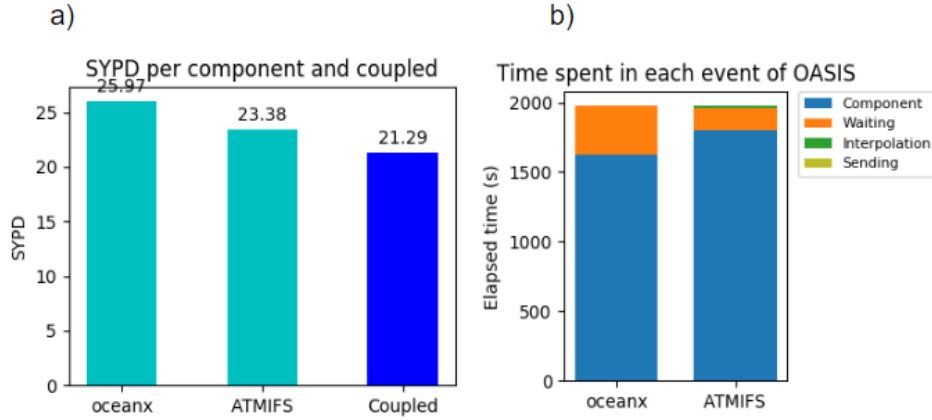 a)
SYPD per component and coupled
25.97
23.38
21.29
25
20
15
10
5
0
SYPD
oceanx
ATMIFS
Coupled
b)
Time spent in each event of OASIS
2000
1500
1000
500
0
Elapsed time (s)
oceanx
ATMIFS
Component
Waiting
Interpolation
Sending